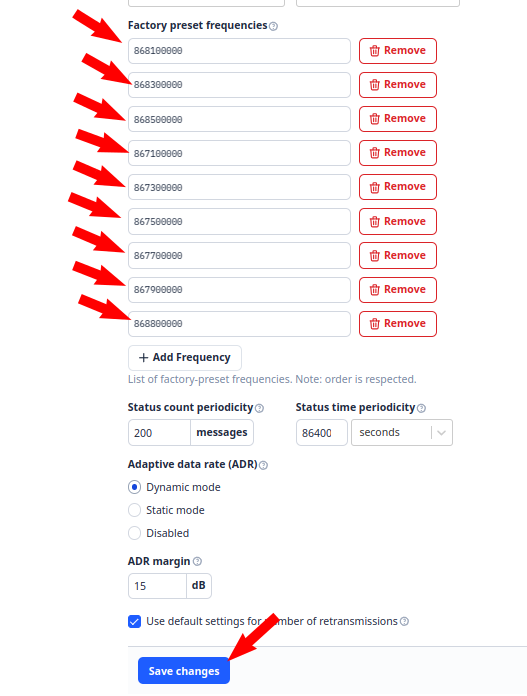 Factory preset frequencies
868100000 Remove
868300000 Remove
868500000 Remove
867100000 Remove
867300000 Remove
867500000 Remove
867700000 Remove
867900000 Remove
868800000 Remove
+ Add Frequency
List of factory-preset frequencies. Note: order is respected.
Status count periodicity Status time periodicity
200 messages 86400 seconds
Adaptive data rate (ADR)
Dynamic mode
Static mode
Disabled
ADR margin
15 dB
Use default settings for of retransmissions
Save changes